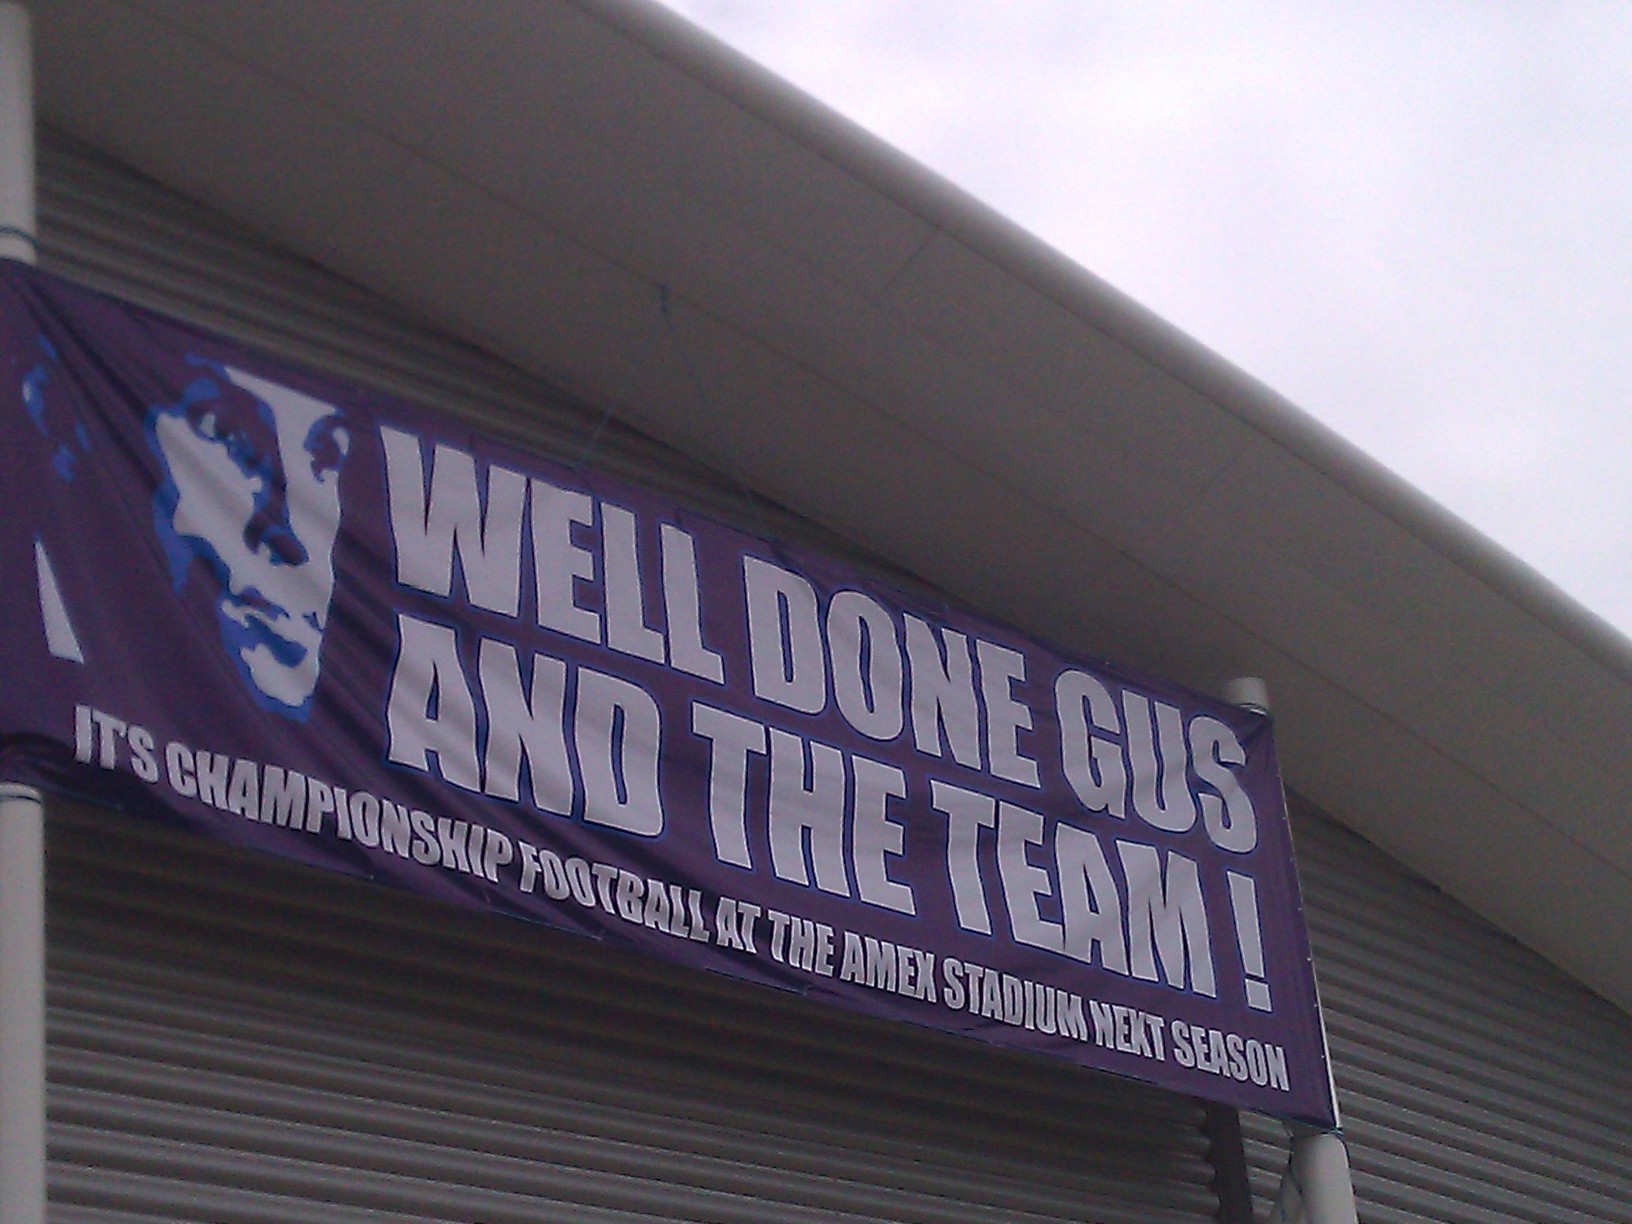 WELL DONE GUS
AND THE TEAM!
IT'S CHAMPIONSHIP FOOTBALL AT THE AMEX STADIUM NEXT SEASON